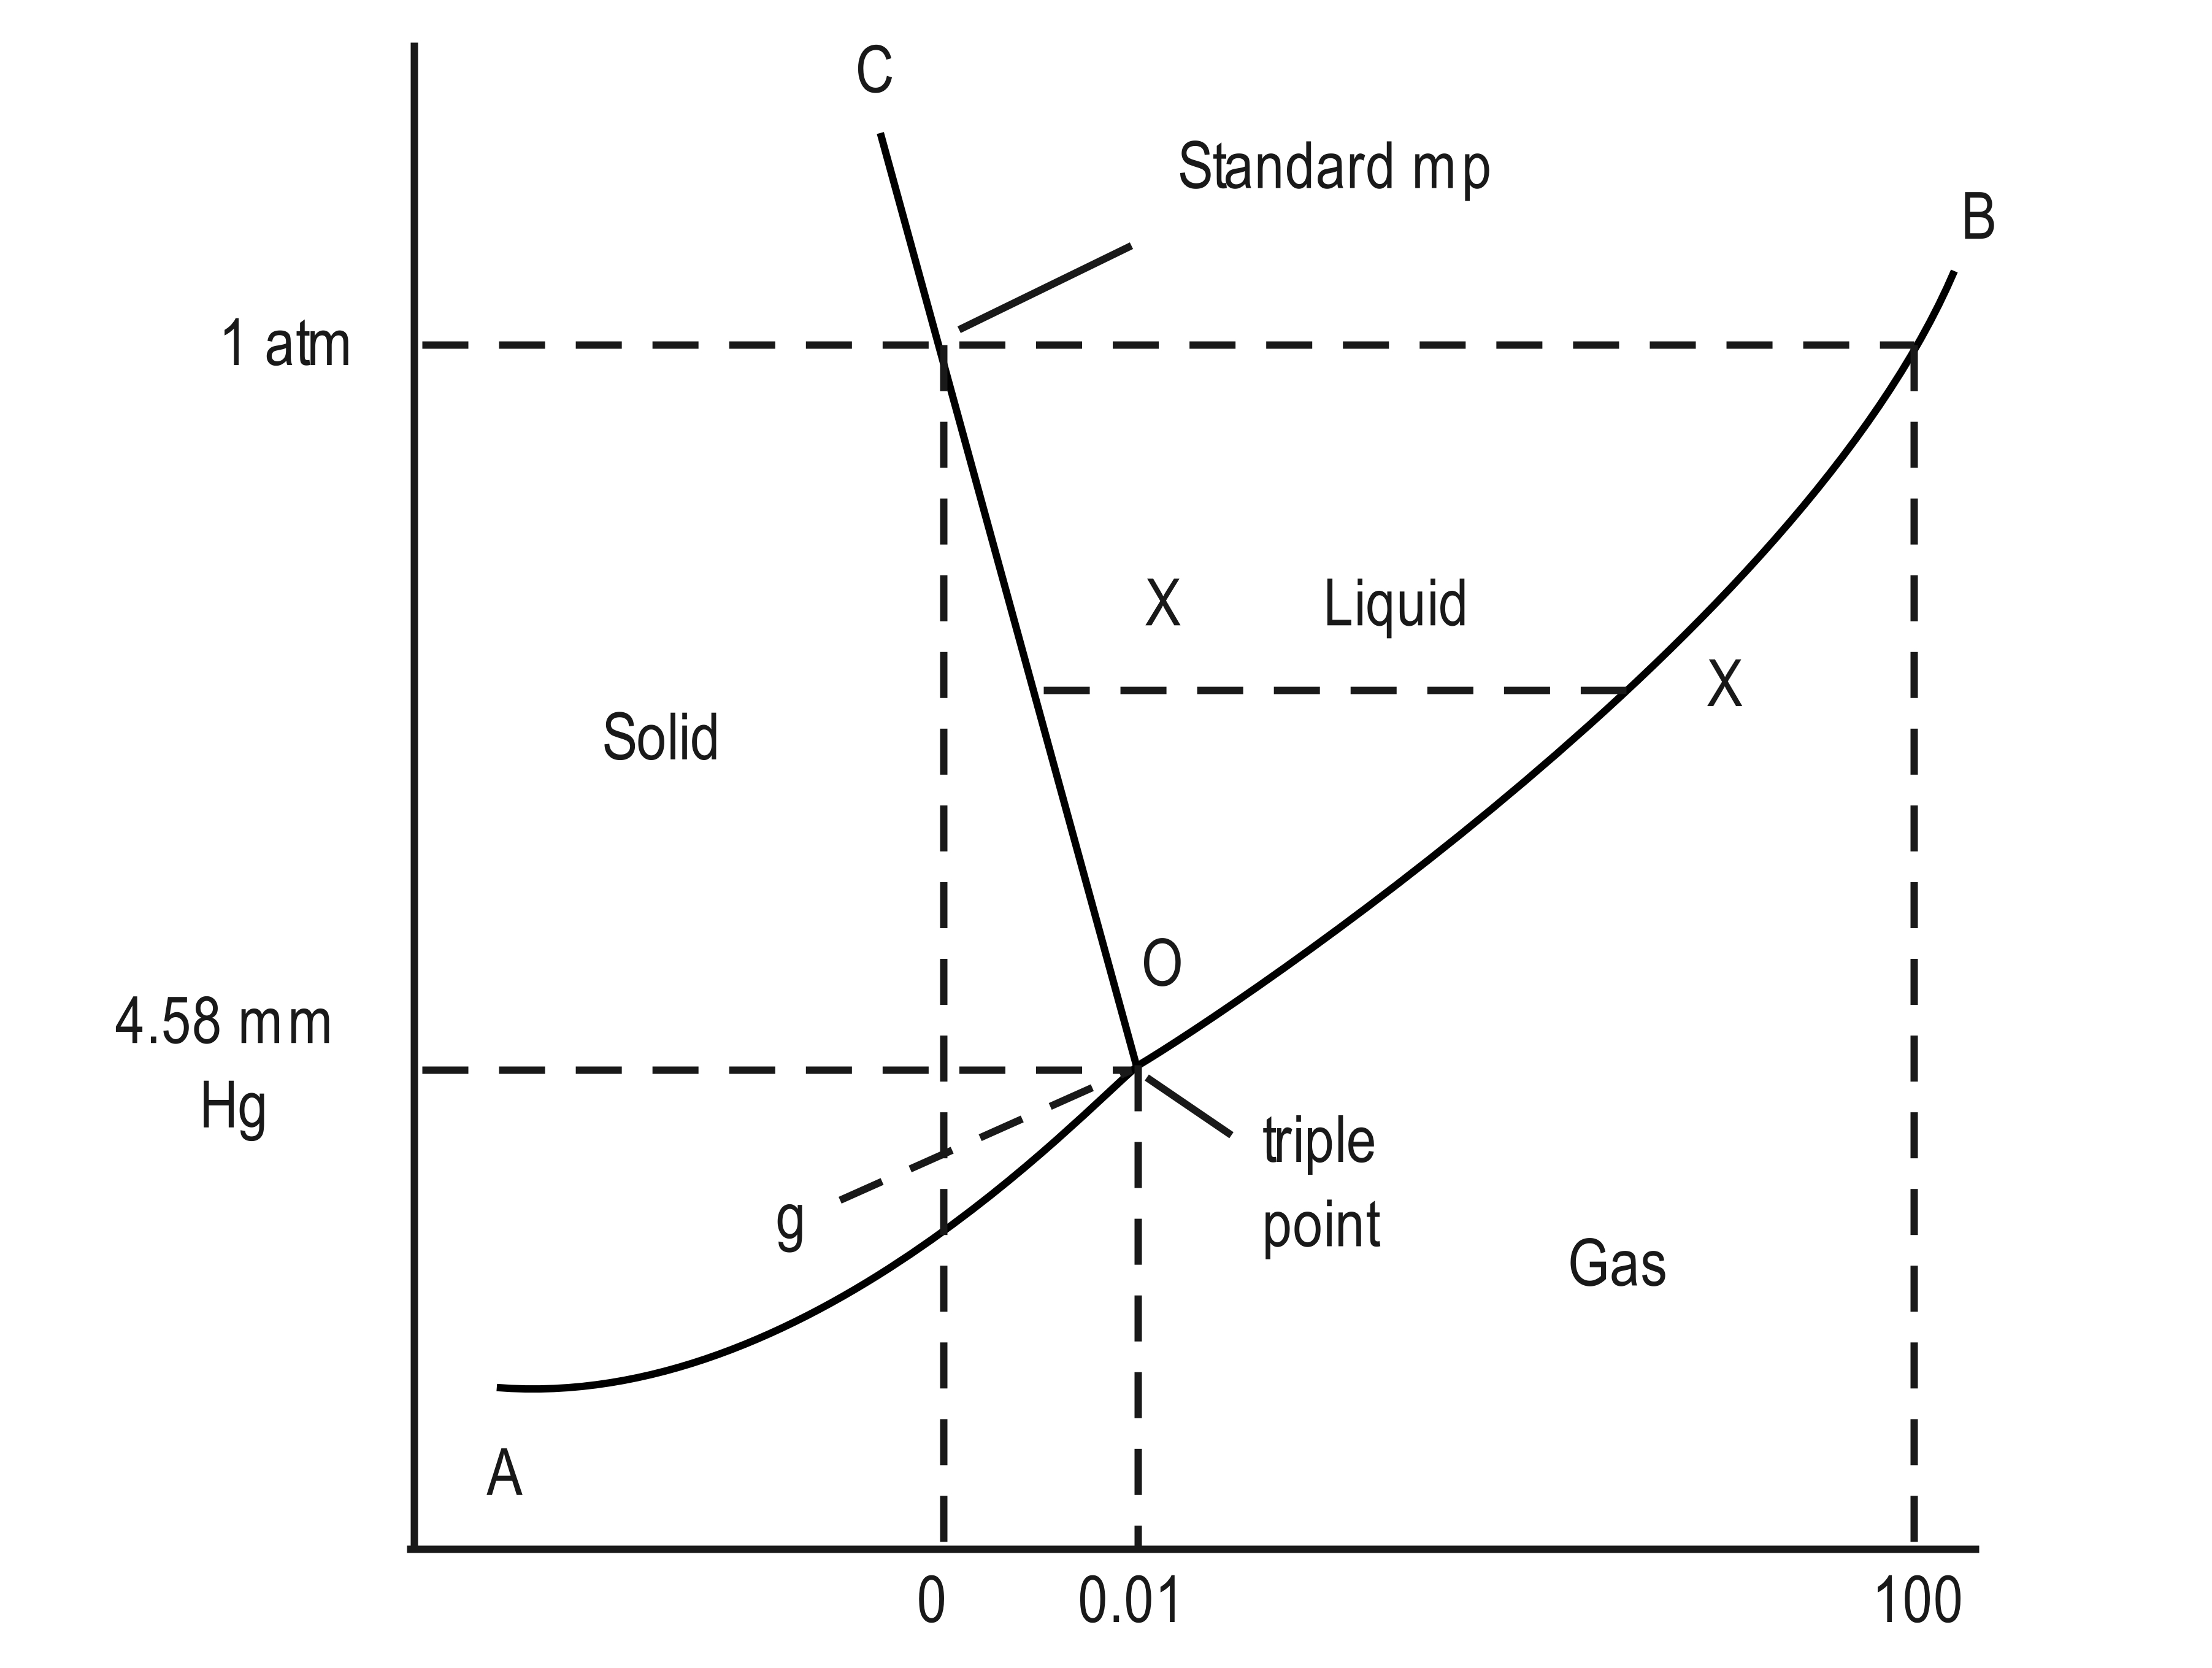 C
Standard mp
B
1 atm
X
Liquid
X
Solid
O
4.58 mm
Hg
triple
point
g
Gas
A
0
0.01
100